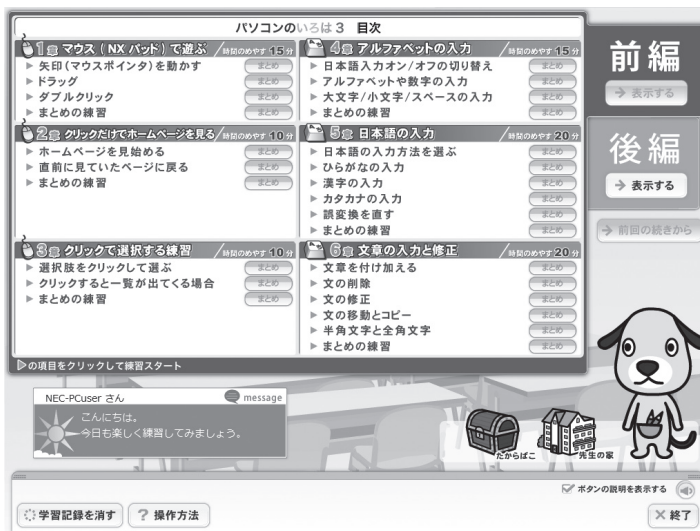 パソコンのいろは3 目次
1章 マウス(NXパッド)で遊ぶ 時間のめやす 15分
▶ 矢印(マウスポインタ)を動かす まとめ
▶ ドラッグ まとめ
▶ ダブルクリック まとめ
▶ まとめの練習 まとめ
2章 クリックだけでホームページを見る 時間のめやす 10分
▶ ホームページを見始める まとめ
▶ 直前に見ていたページに戻る まとめ
▶ まとめの練習 まとめ
3章 クリックで選択する練習 時間のめやす 10分
▶ 選択肢をクリックして選ぶ まとめ
▶ クリックすると一覧が出てくる場合 まとめ
▶ まとめの練習 まとめ
4章 アルファベットの入力 時間のめやす 15分
▶ 日本語入力オン/オフの切り替え まとめ
▶ アルファベットや数字の入力 まとめ
▶ 大文字/小文字/スペースの入力 まとめ
▶ まとめの練習 まとめ
5章 日本語の入力 時間のめやす 20分
▶ 日本語の入力方法を選ぶ まとめ
▶ ひらがなの入力 まとめ
▶ 漢字の入力 まとめ
▶ カタカナの入力 まとめ
▶ 誤変換を直す まとめ
▶ まとめの練習 まとめ
6章 文章の入力と修正 時間のめやす 20分
▶ 文章を付け加える まとめ
▶ 文の削除 まとめ
▶ 文の修正 まとめ
▶ 文の移動とコピー まとめ
▶ 半角文字と全角文字 まとめ
▶ まとめの練習 まとめ
▷の項目をクリックして練習スタート
前編
→ 表示する
後編
→ 表示する
→ 前回の続きから
NEC-PCuser さん message
こんにちは。
今日も楽しく練習してみましょう。
たからばこ
先生の家
ボタンの説明を表示する
学習記録を消す
? 操作方法
× 終了